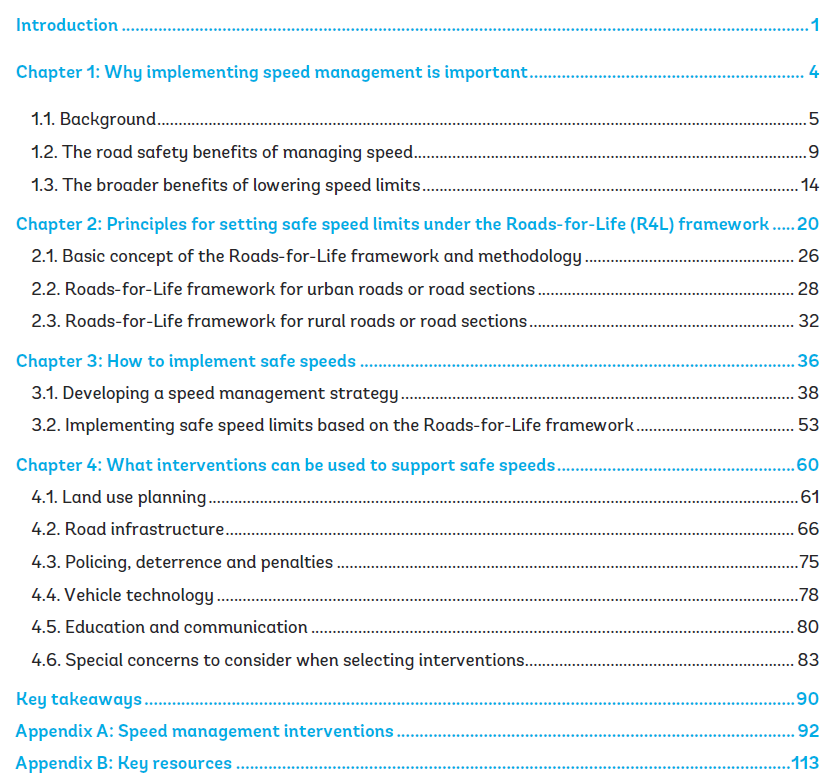 Introduction ........ 1
Chapter 1: Why implementing speed management is important ........ 4
1.1. Background ........ 5
1.2. The road safety benefits of managing speed ........ 9
1.3. The broader benefits of lowering speed limits ........ 14
Chapter 2: Principles for setting safe speed limits under the Roads-for-Life (R4L) framework ..... 20
2.1. Basic concept of the Roads-for-Life framework and methodology ........ 26
2.2. Roads-for-Life framework for urban roads or road sections ........ 28
2.3. Roads-for-Life framework for rural roads or road sections ........ 32
Chapter 3: How to implement safe speeds ........ 36
3.1. Developing a speed management strategy ........ 38
3.2. Implementing safe speed limits based on the Roads-for-Life framework ........ 53
Chapter 4: What interventions can be used to support safe speeds ........ 60
4.1. Land use planning ........ 61
4.2. Road infrastructure ........ 66
4.3. Policing, deterrence and penalties ........ 75
4.4. Vehicle technology ........ 78
4.5. Education and communication ........ 80
4.6. Special concerns to consider when selecting interventions ........ 83
Key takeaways ........ 90
Appendix A: Speed management interventions ........ 92
Appendix B: Key resources ........ 113